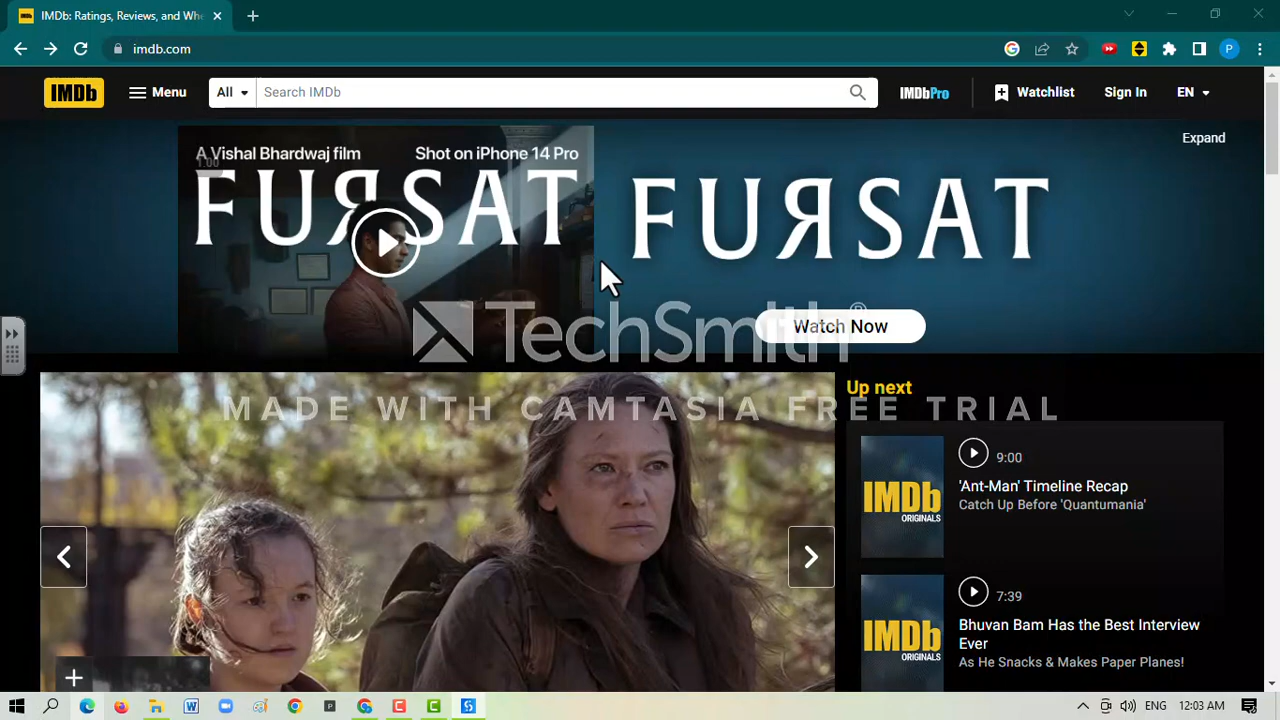 IMDb: Ratings, Reviews, and Whe
imdb.com
P
IMDb
Menu
All
Search IMDb
IMDbPro
Watchlist
Sign In
EN
Expand
A Vishal Bhardwaj film
Shot on iPhone 14 Pro
1:00
FUЯSAT
FUЯSAT
Watch Now
TechSmith
MADE WITH CAMTASIA FREE TRIAL
Up next
IMDb
ORIGINALS
9:00
'Ant-Man' Timeline Recap
Catch Up Before 'Quantumania'
IMDb
ORIGINALS
7:39
Bhuvan Bam Has the Best Interview
Ever
As He Snacks & Makes Paper Planes!
ENG
12:03 AM